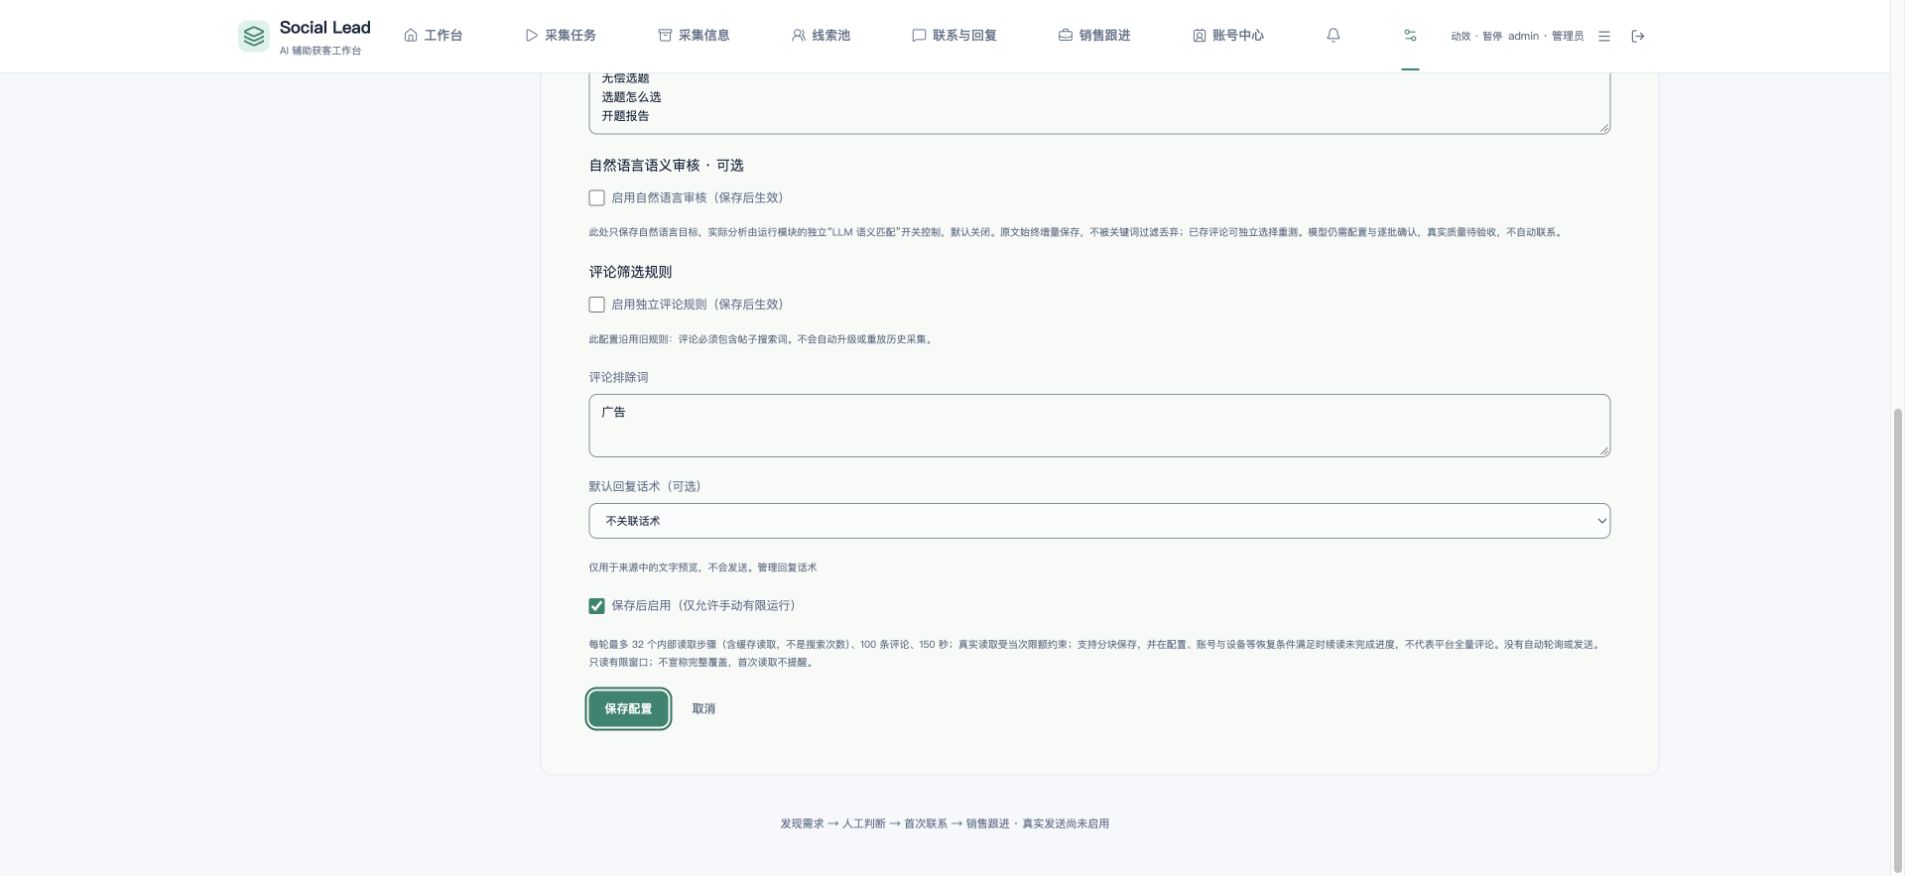 Social Lead
AI 辅助获客工作台
工作台
采集任务
采集信息
线索池
联系与回复
销售跟进
账号中心
动效 · 暂停 admin · 管理员
无偿选题
选题怎么选
开题报告
自然语言语义审核 · 可选
启用自然语言审核（保存后生效）
此处只保存自然语言目标，实际分析由运行模块的独立“LLM 语义匹配”开关控制，默认关闭。原文始终增量保存，不被关键词过滤丢弃；已存评论可独立选择重测。模型仍需配置与逐批确认，真实质量待验收，不自动联系。
评论筛选规则
启用独立评论规则（保存后生效）
此配置沿用旧规则：评论必须包含帖子搜索词。不会自动升级或重放历史采集。
评论排除词
广告
默认回复话术（可选）
不关联话术
仅用于来源中的文字预览，不会发送。管理回复话术
保存后启用（仅允许手动有限运行）
每轮最多 32 个内部读取步骤（含缓存读取，不是搜索次数）、100 条评论、150 秒；真实读取受当次限额约束；支持分块保存，并在配置、账号与设备等恢复条件满足时续读未完成进度，不代表平台全量评论。没有自动轮询或发送。
只读有限窗口；不宣称完整覆盖，首次读取不提醒。
保存配置
取消
发现需求 → 人工判断 → 首次联系 → 销售跟进 · 真实发送尚未启用